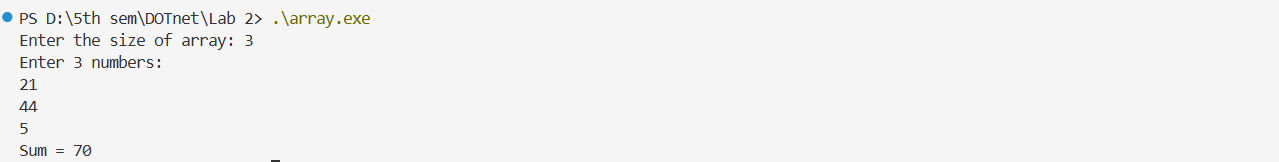 PS D:\5th sem\DOTnet\Lab 2> .\array.exe
Enter the size of array: 3
Enter 3 numbers:
21
44
5
Sum = 70